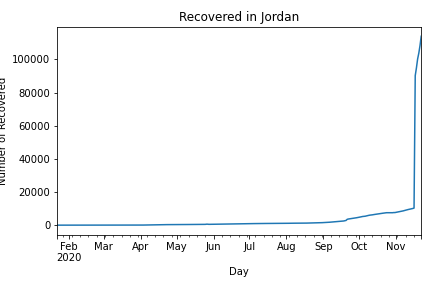 Recovered in Jordan
Number of Recovered
100000
80000
60000
40000
20000
0
Feb Mar Apr May Jun Jul Aug Sep Oct Nov
2020
Day